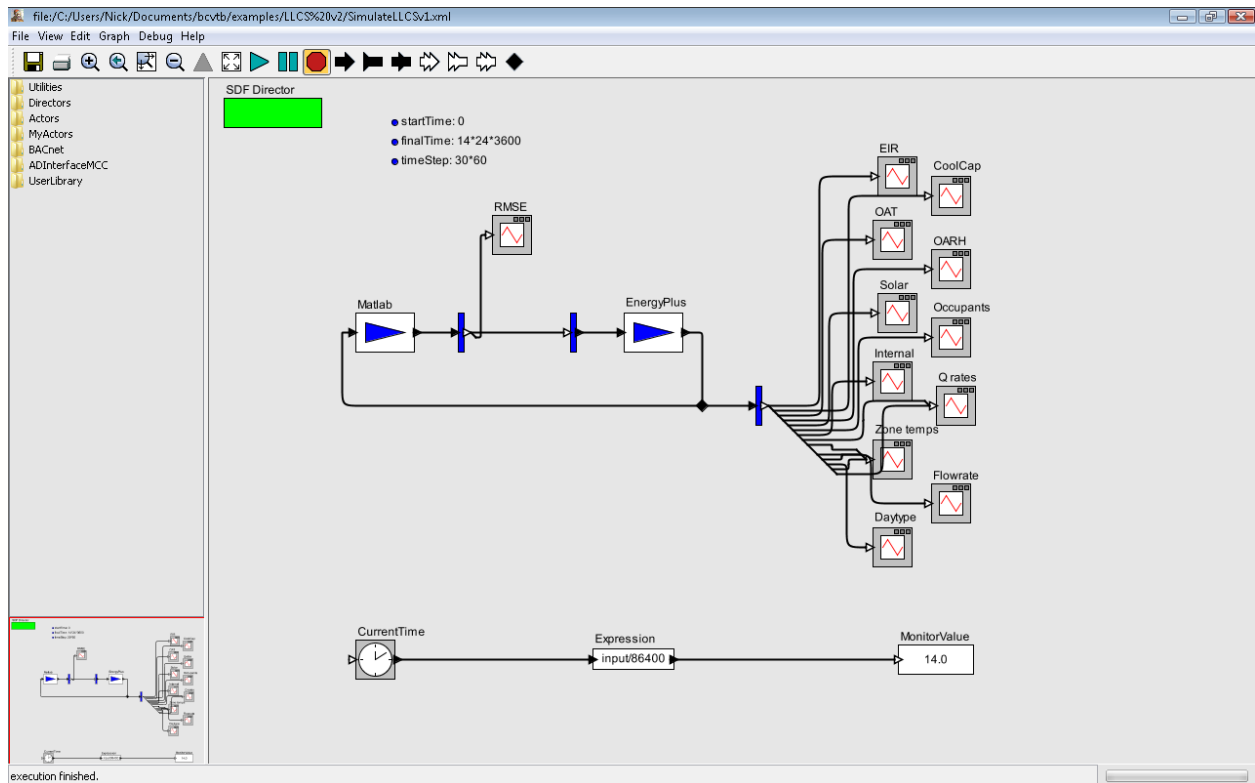 file:/C:/Users/Nick/Documents/bcvtb/examples/LLCS%20v2/SimulateLLCSv1.xml
File View Edit Graph Debug Help
Utilities
Directors
Actors
MyActors
BACnet
ADInterfaceMCC
UserLibrary
SDF Director
startTime: 0
finalTime: 14*24*3600
timeStep: 30*60
EIR
CoolCap
RMSE
OAT
OARH
Solar
Matlab
EnergyPlus
Occupants
Internal
Q rates
Zone temps
Flowrate
Daytype
CurrentTime
Expression
input/86400
MonitorValue
14.0
execution finished.